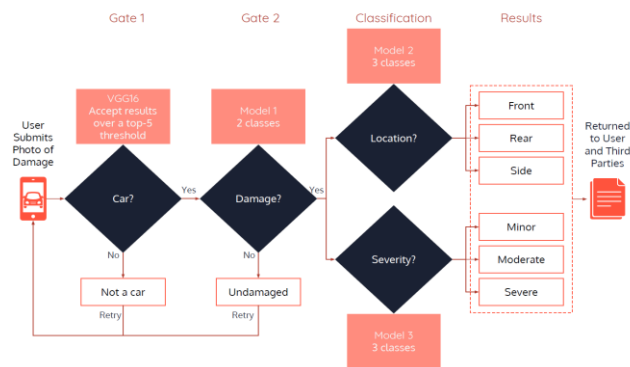 Gate 1
Gate 2
Classification
Results
VGG16
Accept results
over a top-5
threshold
Model 1
2 classes
Model 2
3 classes
User
Submits
Photo of
Damage
Car?
Yes
Damage?
Yes
Location?
Front
Rear
Side
Returned
to User
and Third
Parties
No
No
Not a car
Undamaged
Retry
Retry
Severity?
Minor
Moderate
Severe
Model 3
3 classes